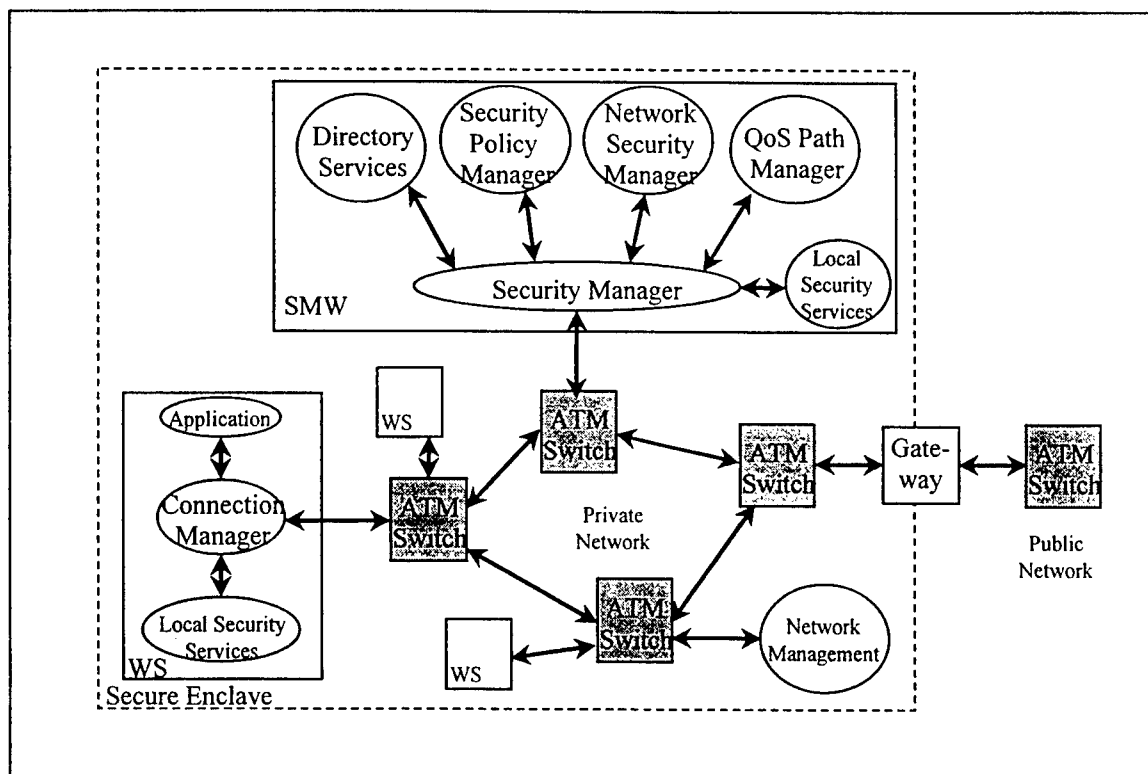 Directory
Services
Security
Policy
Manager
Network
Security
Manager
QoS Path
Manager
Security Manager
Local
Security
Services
SMW
Application
Connection
Manager
Local Security
Services
WS
WS
ATM
Switch
ATM
Switch
ATM
Switch
Gate-
way
ATM
Switch
Private
Network
Public
Network
ATM
Switch
WS
Network
Management
Secure Enclave